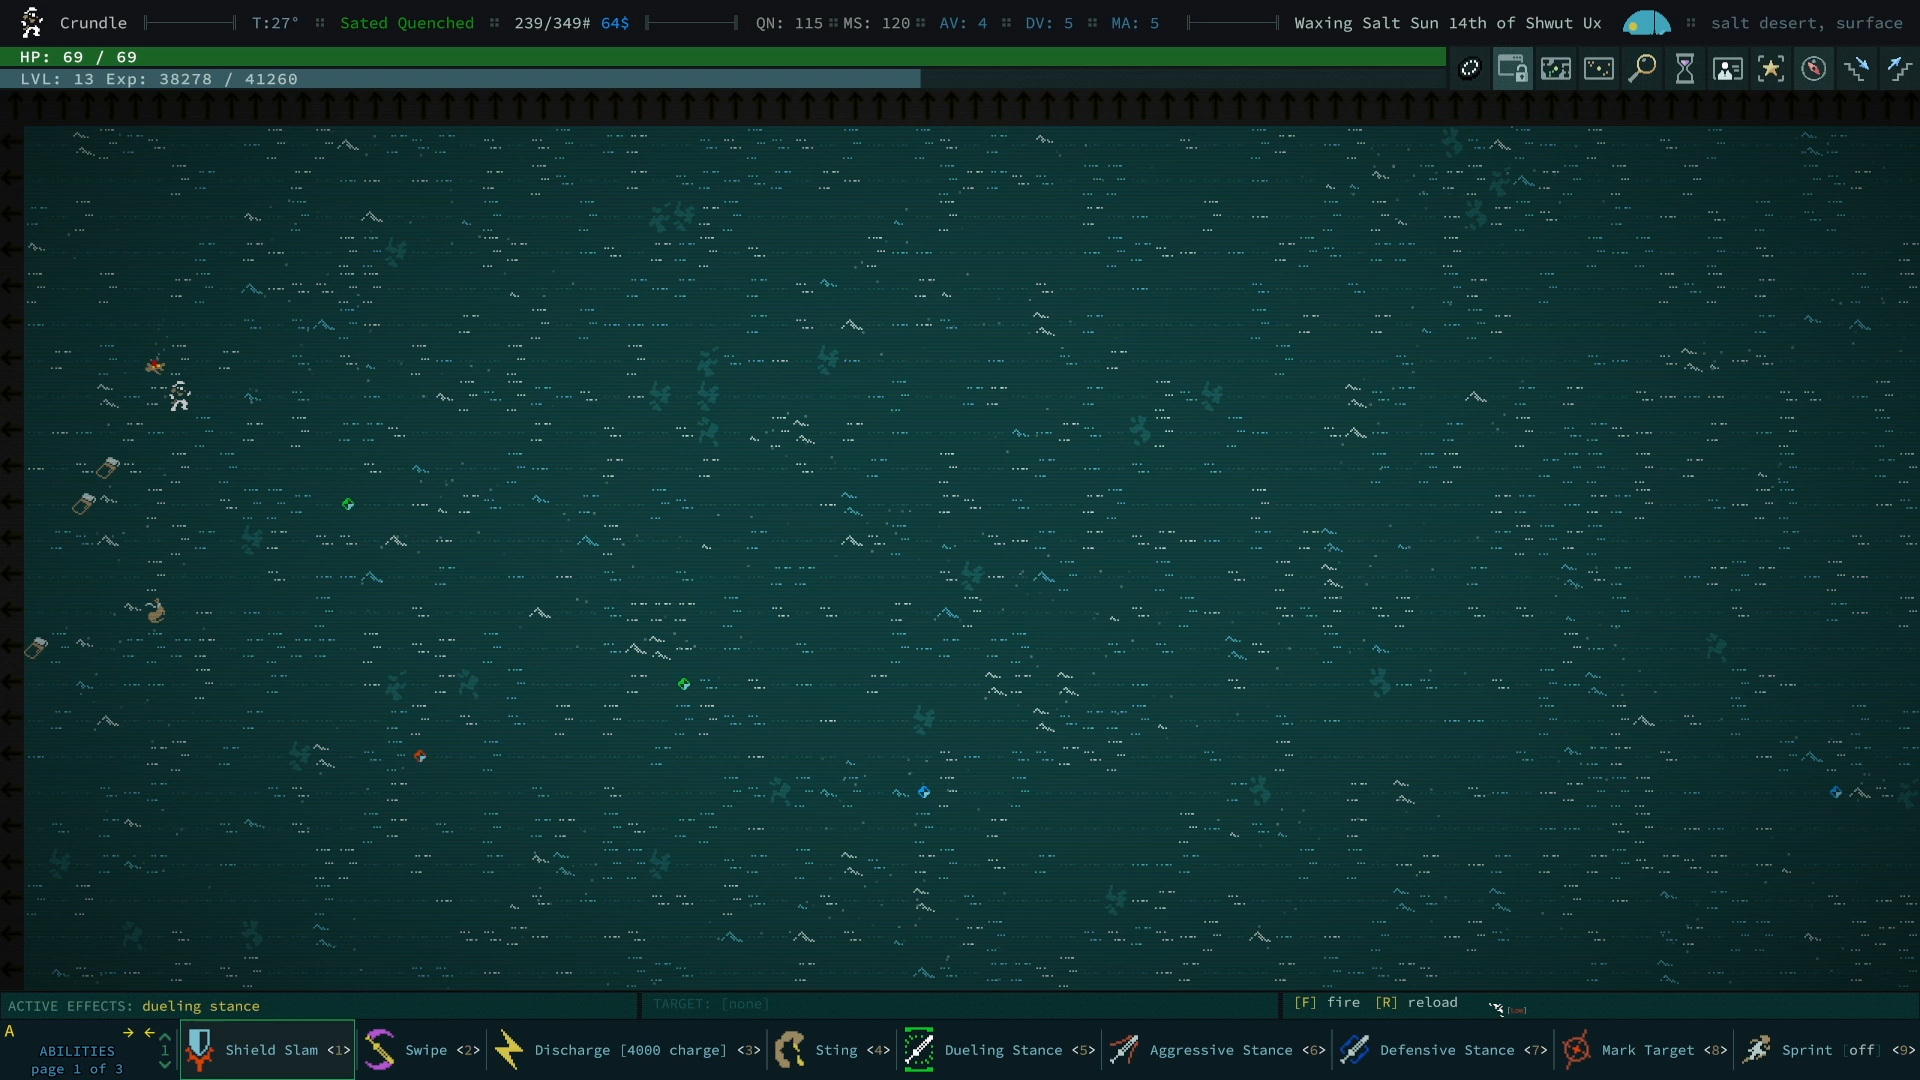 Crundle T:27° Sated Quenched 239/349# 64$ QN: 115 MS: 120 AV: 4 DV: 5 MA: 5 Waxing Salt Sun 14th of Shwut Ux salt desert, surface
HP: 69 / 69
LVL: 13 Exp: 38278 / 41260
ACTIVE EFFECTS: dueling stance TARGET: [none] [F] fire [R] reload
A
ABILITIES
page 1 of 3
1
Shield Slam <1> Swipe <2> Discharge [4000 charge] <3> Sting <4> Dueling Stance <5> Aggressive Stance <6> Defensive Stance <7> Mark Target <8> Sprint [off] <9>